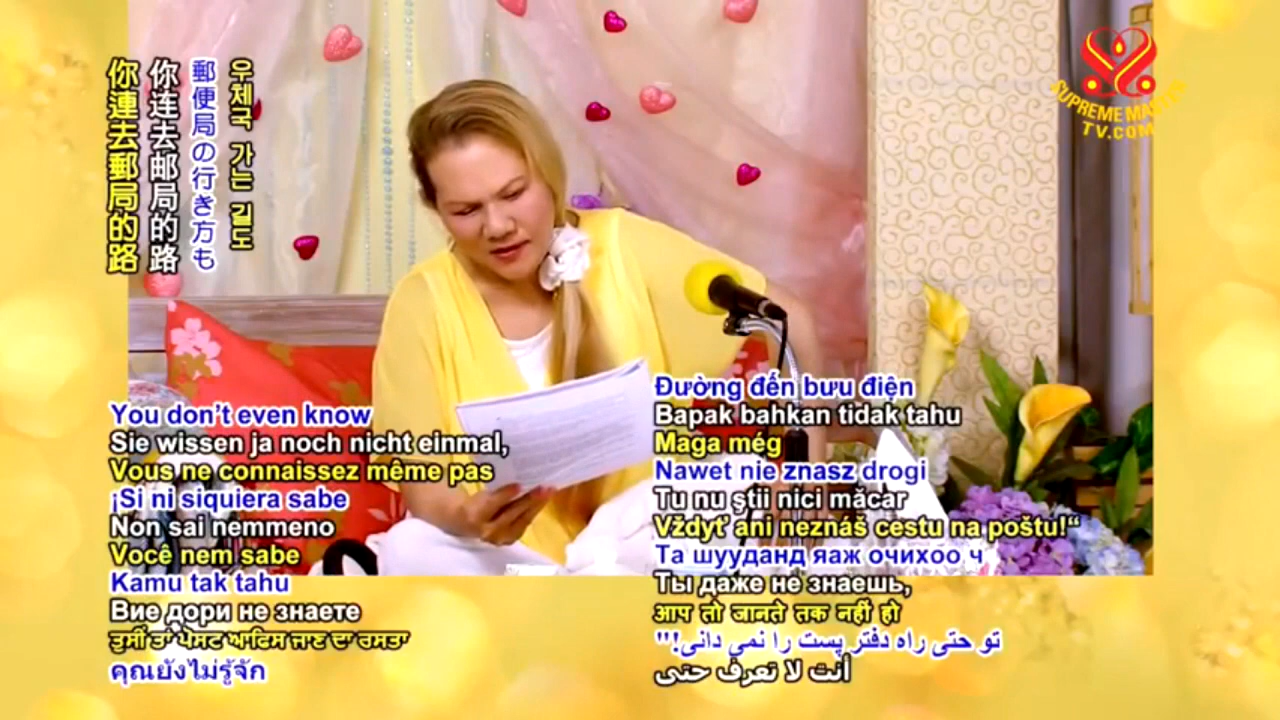 우체국 가는 길도
郵便局の行き方も
你连去邮局的路
你連去郵局的路
SUPREME MASTER
TV.COM
You don't even know
Sie wissen ja noch nicht einmal,
Vous ne connaissez même pas
¡Si ni siquiera sabe
Non sai nemmeno
Você nem sabe
Kamu tak tahu
Вие дори не знаете
ਤੁਸੀਂ ਤਾਂ ਪੋਸਟ ਆਫਿਸ ਜਾਣ ਦਾ ਰਸਤਾ
คุณยังไม่รู้จัก
Đường đến bưu điện
Bapak bahkan tidak tahu
Maga még
Nawet nie znasz drogi
Tu nu ştii nici măcar
Vždyť ani neznáš cestu na poštu!“
Та шууданд яаж очихоо ч
Ты даже не знаешь,
आप तो जानते तक नहीं हो
تو حتی راه دفتر پست را نمی دانی!"
أنت لا تعرف حتى